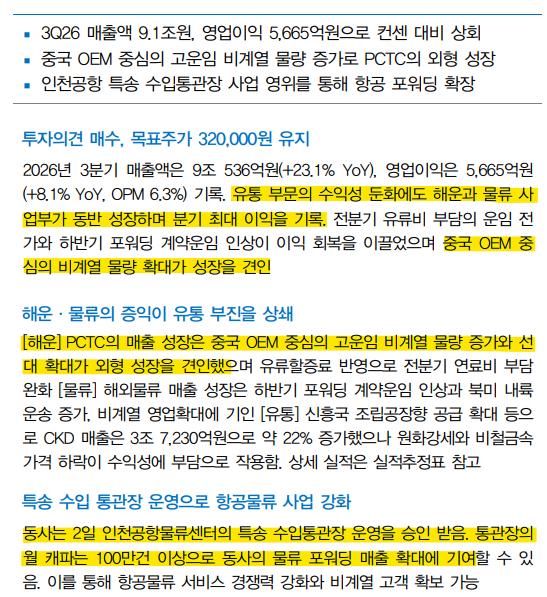 ▪ 3Q26 매출액 9.1조원, 영업이익 5,665억원으로 컨센 대비 상회
▪ 중국 OEM 중심의 고운임 비계열 물량 증가로 PCTC의 외형 성장
▪ 인천공항 특송 수입통관장 사업 영위를 통해 항공 포워딩 확장
투자의견 매수, 목표주가 320,000원 유지
2026년 3분기 매출액은 9조 536억원(+23.1% YoY), 영업이익은 5,665억원
(+8.1% YoY, OPM 6.3%) 기록. 유통 부문의 수익성 둔화에도 해운과 물류 사
업부가 동반 성장하며 분기 최대 이익을 기록. 전분기 유류비 부담의 운임 전
가와 하반기 포워딩 계약운임 인상이 이익 회복을 이끌었으며 중국 OEM 중
심의 비계열 물량 확대가 성장을 견인
해운 · 물류의 증익이 유통 부진을 상쇄
[해운] PCTC의 매출 성장은 중국 OEM 중심의 고운임 비계열 물량 증가와 선
대 확대가 외형 성장을 견인했으며 유류할증료 반영으로 전분기 연료비 부담
완화 [물류] 해외물류 매출 성장은 하반기 포워딩 계약운임 인상과 북미 내륙
운송 증가, 비계열 영업확대에 기인 [유통] 신흥국 조립공장향 공급 확대 등으
로 CKD 매출은 3조 7,230억원으로 약 22% 증가했으나 원화강세와 비철금속
가격 하락이 수익성에 부담으로 작용함. 상세 실적은 실적추정표 참고
특송 수입 통관장 운영으로 항공물류 사업 강화
동사는 2일 인천공항물류센터의 특송 수입통관장 운영을 승인 받음. 통관장의
월 캐파는 100만건 이상으로 동사의 물류 포워딩 매출 확대에 기여할 수 있
음. 이를 통해 항공물류 서비스 경쟁력 강화와 비계열 고객 확보 가능